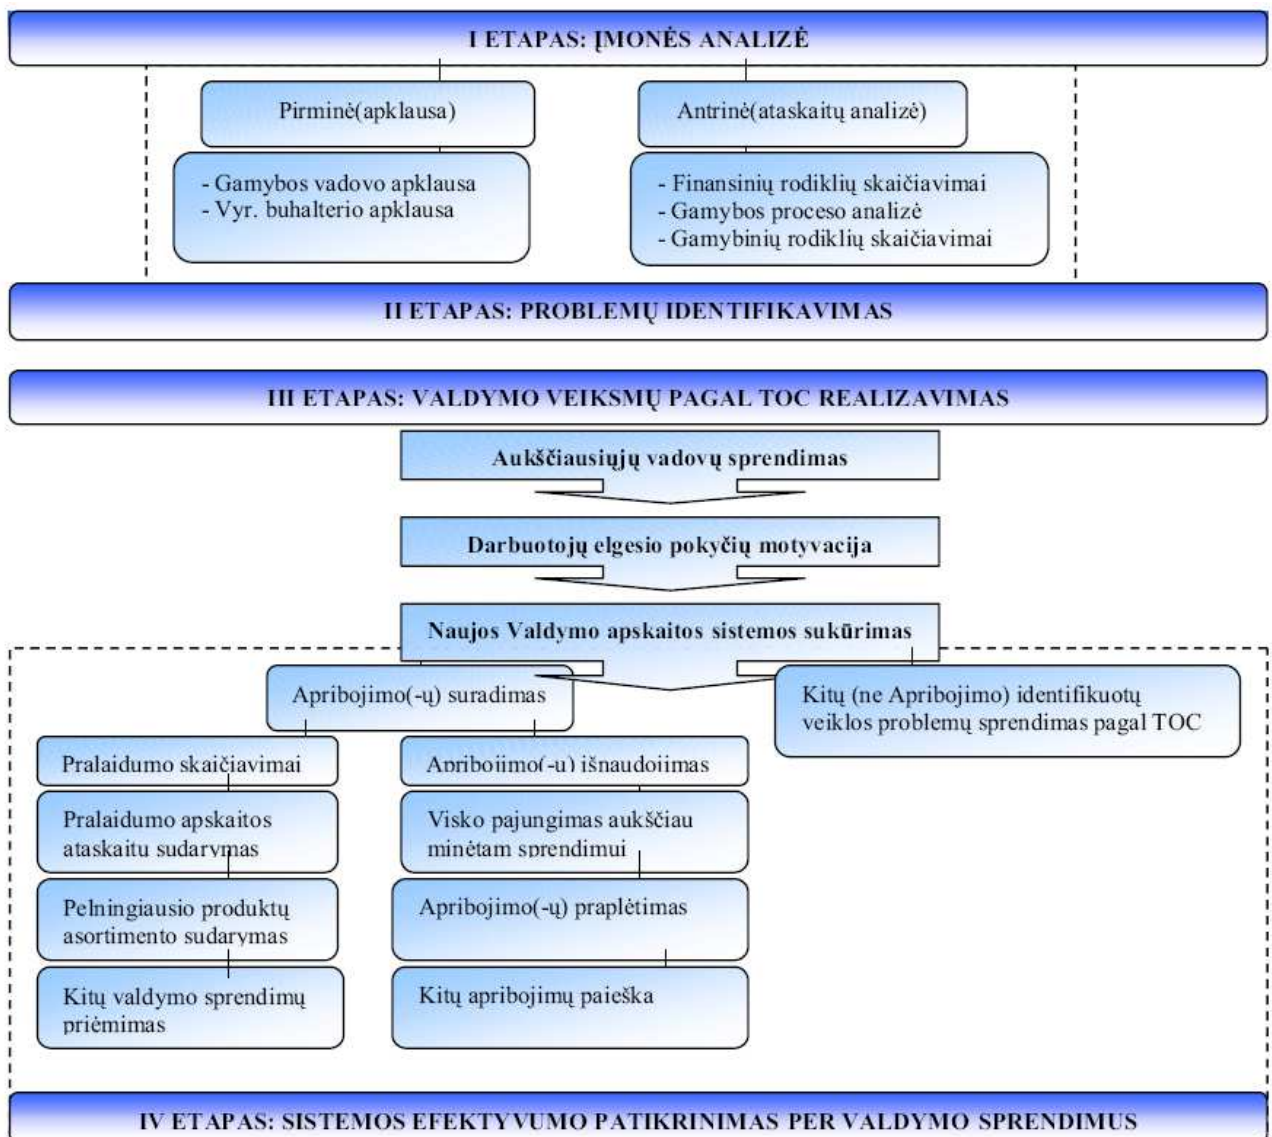 I ETAPAS: ĮMONĖS ANALIZĖ
Pirminė(apklausa)
- Gamybos vadovo apklausa
- Vyr. buhalterio apklausa
Antrinė(ataskaitų analizė)
- Finansinių rodiklių skaičiavimai
- Gamybos proceso analizė
- Gamybinių rodiklių skaičiavimai
II ETAPAS: PROBLEMŲ IDENTIFIKAVIMAS
III ETAPAS: VALDYMO VEIKSMŲ PAGAL TOC REALIZAVIMAS
Aukščiausiųjų vadovų sprendimas
Darbuotojų elgesio pokyčių motyvacija
Naujos Valdymo apskaitos sistemos sukūrimas
Apribojimo(-ų) suradimas
Kitų (ne Apribojimo) identifikuotų
veiklos problemų sprendimas pagal TOC
Pralaidumo skaičiavimai
Pralaidumo apskaitos
ataskaitų sudarymas
Pelningiausio produktų
asortimento sudarymas
Kitų valdymo sprendimų
priėmimas
Apribojimo(-ų) išnaudojimas
Visko pajungimas aukščiau
minėtam sprendimui
Apribojimo(-ų) praplėtimas
Kitų apribojimų paieška
IV ETAPAS: SISTEMOS EFEKTYVUMO PATIKRINIMAS PER VALDYMO SPRENDIMUS